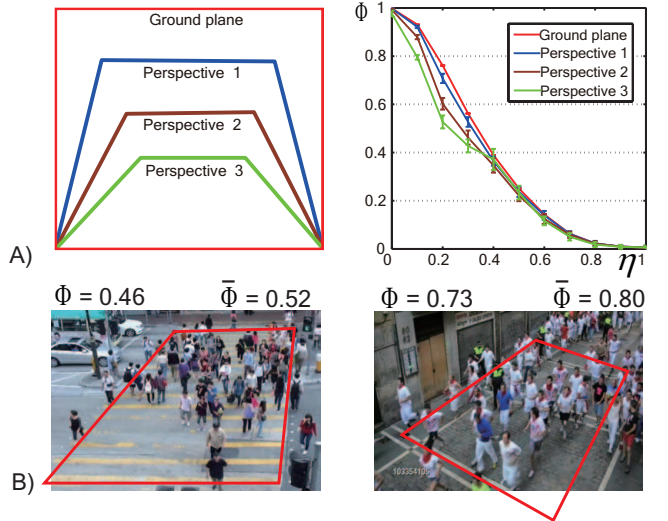 A)
Ground plane
Perspective 1
Perspective 2
Perspective 3
Φ
1
0.8
0.6
0.4
0.2
0
0 0.2 0.4 0.6 0.8 1
η
Ground plane
Perspective 1
Perspective 2
Perspective 3
B)
Φ = 0.46 Φ̄ = 0.52
Φ = 0.73 Φ̄ = 0.80
103354105